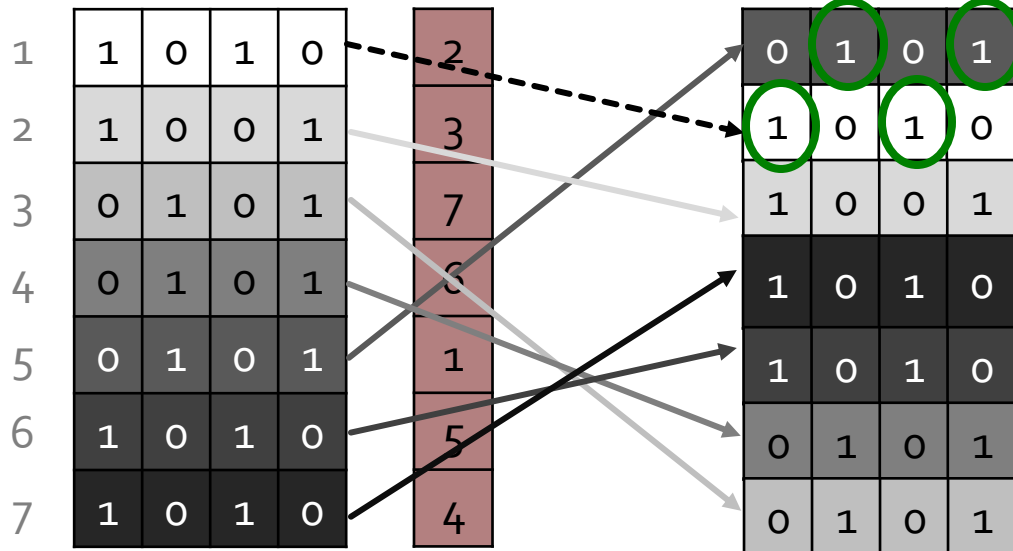 1 1 0 1 0 2 0 1 0 1
2 1 0 0 1 3 1 0 1 0
3 0 1 0 1 7 1 0 0 1
4 0 1 0 1 6 1 0 1 0
5 0 1 0 1 1 1 0 1 0
6 1 0 1 0 5 0 1 0 1
7 1 0 1 0 4 0 1 0 1